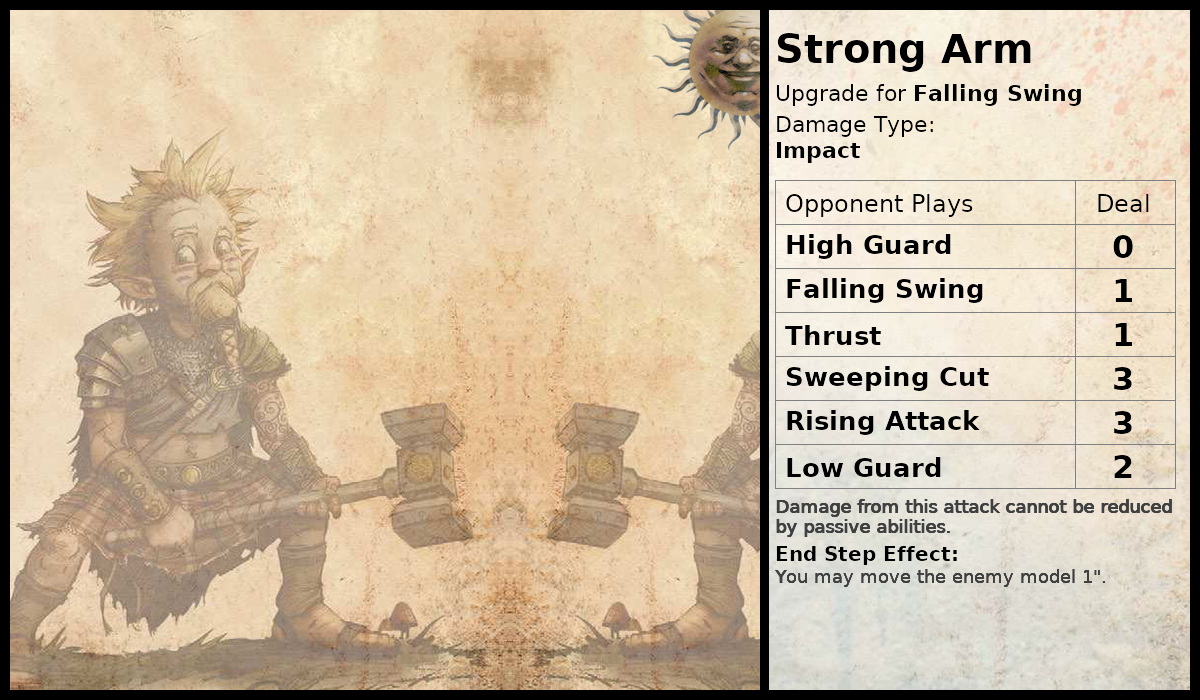 Strong Arm
Upgrade for Falling Swing
Damage Type:
Impact
Opponent Plays Deal
High Guard 0
Falling Swing 1
Thrust 1
Sweeping Cut 3
Rising Attack 3
Low Guard 2
Damage from this attack cannot be reduced
by passive abilities.
End Step Effect:
You may move the enemy model 1".